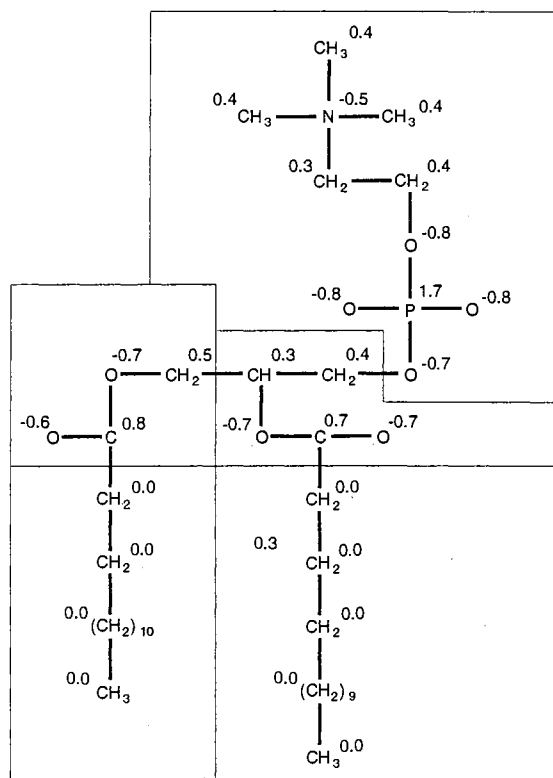 0.4
CH3
0.4 -0.5 0.4
CH3 N CH3
0.3 0.4
CH2 CH2
-0.8
O
-0.8 1.7 -0.8
O P O
-0.7 0.5 0.3 0.4 -0.7
O CH2 CH CH2 O
-0.6 0.8 -0.7 0.7 -0.7
O C O C O
0.0 0.0
CH2 CH2
0.0 0.3 0.0
CH2 CH2
0.0 0.0
(CH2)10 CH2
0.0 0.0
CH3 (CH2)9
0.0
CH3